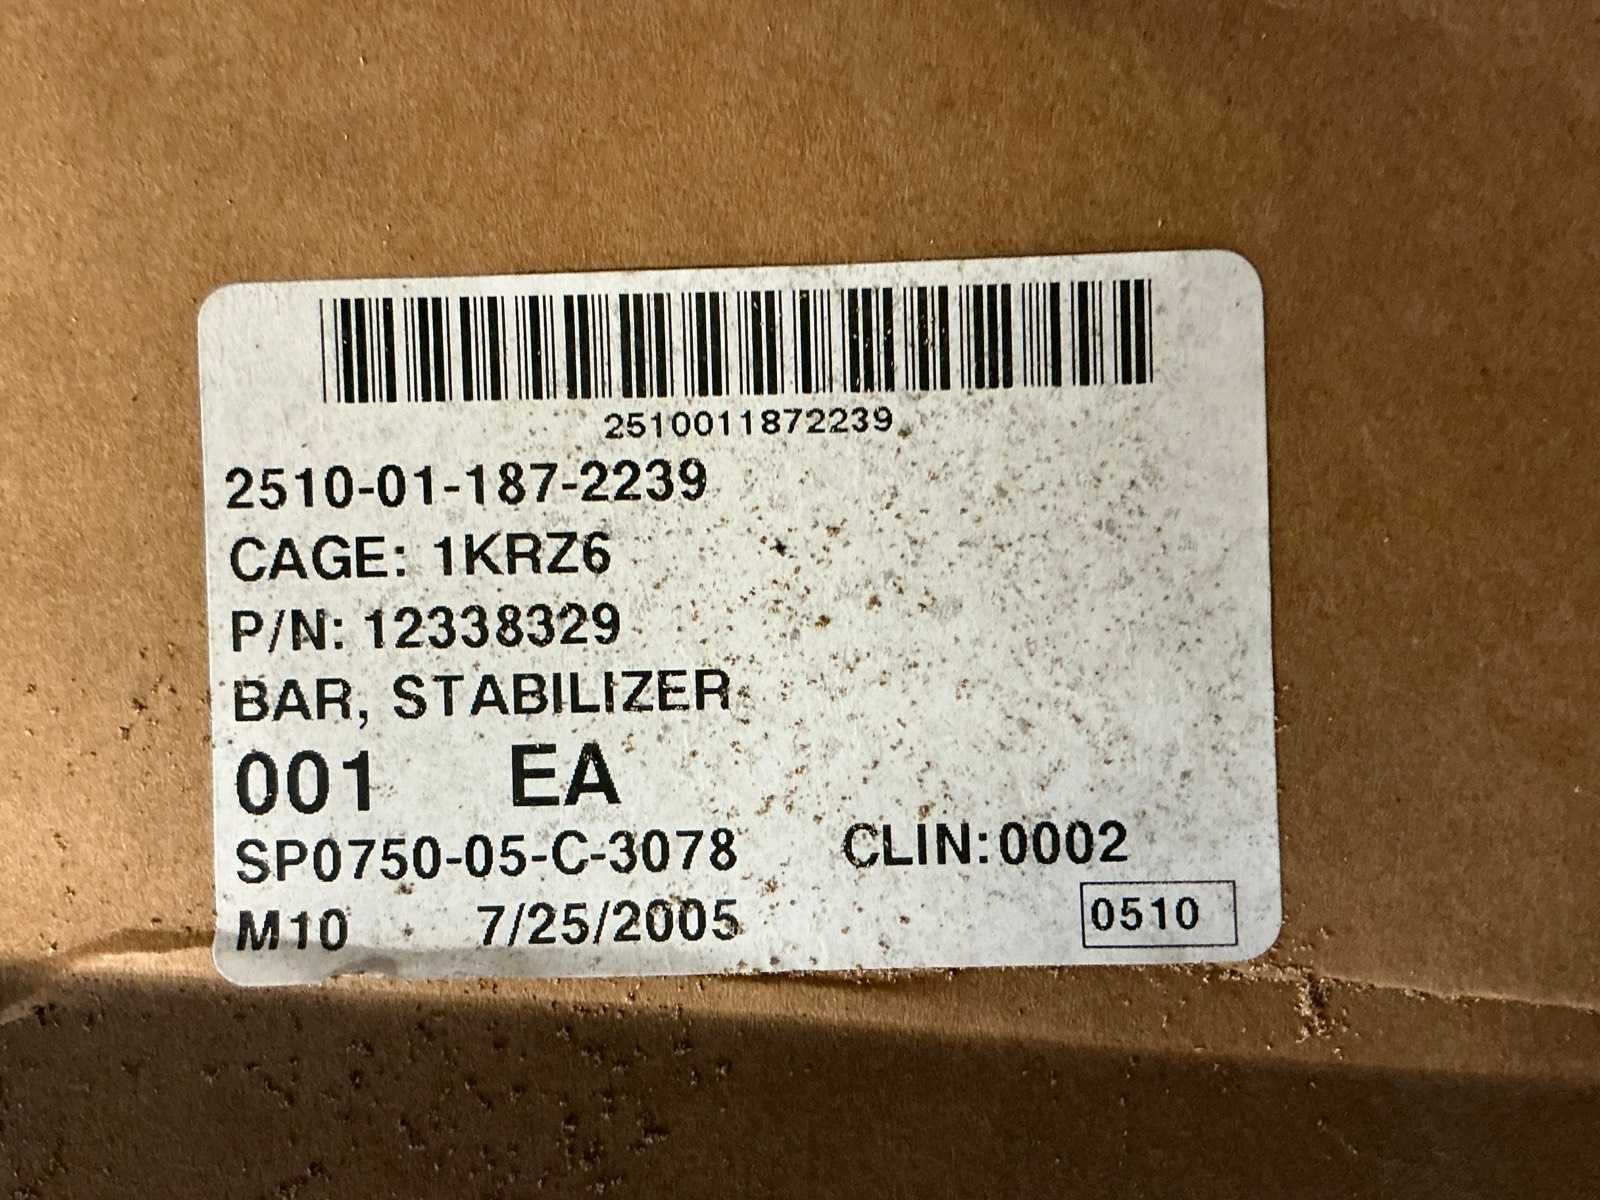 2510011872239
2510-01-187-2239
CAGE: 1KRZ6
P/N: 12338329
BAR, STABILIZER
001 EA
SP0750-05-C-3078 CLIN:0002
M10 7/25/2005 0510